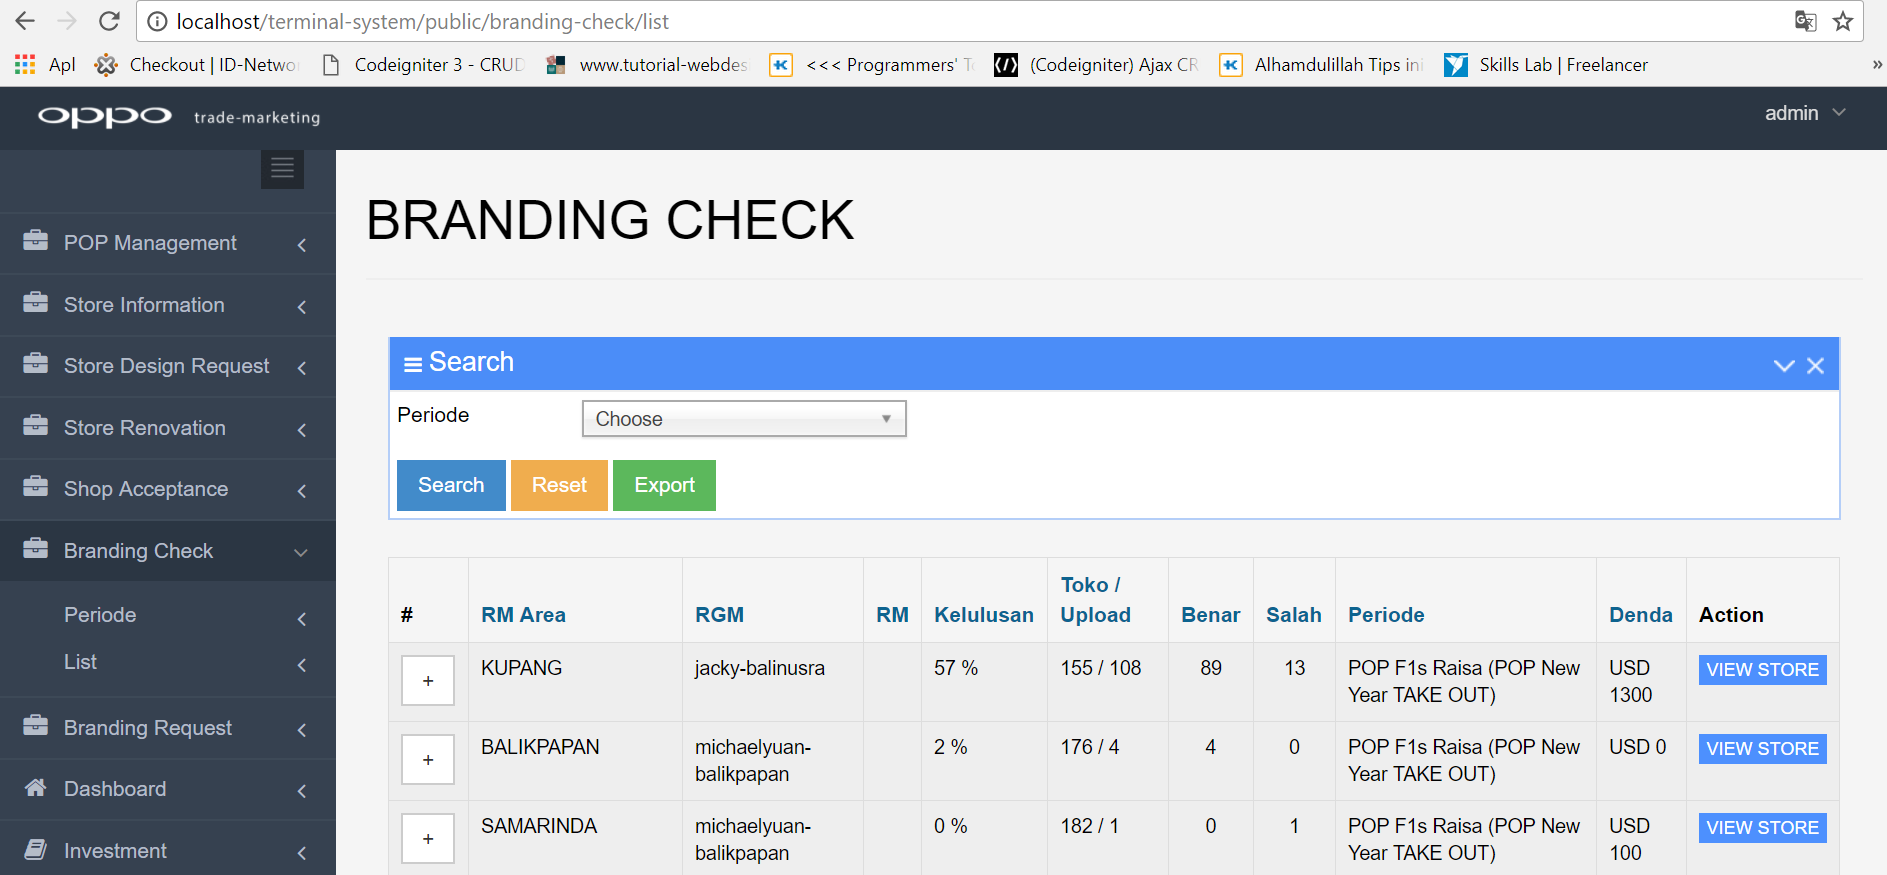 localhost/terminal-system/public/branding-check/list
Apl Checkout | ID-Netwo Codeigniter 3 - CRUD www.tutorial-webdes <<< Programmers' (Codeigniter) Ajax CR Alhamdulillah Tips ini Skills Lab | Freelancer »
oppo trade-marketing admin
POP Management
Store Information
Store Design Request
Store Renovation
Shop Acceptance
Branding Check
Periode
List
Branding Request
Dashboard
Investment
BRANDING CHECK
Search
Periode Choose
Search Reset Export
# RM Area RGM RM Kelulusan Toko / Upload Benar Salah Periode Denda Action
+ KUPANG jacky-balinusra 57 % 155 / 108 89 13 POP F1s Raisa (POP New Year TAKE OUT) USD 1300 VIEW STORE
+ BALIKPAPAN michaelyuan-balikpapan 2 % 176 / 4 4 0 POP F1s Raisa (POP New Year TAKE OUT) USD 0 VIEW STORE
+ SAMARINDA michaelyuan-balikpapan 0 % 182 / 1 0 1 POP F1s Raisa (POP New Year TAKE OUT) USD 100 VIEW STORE